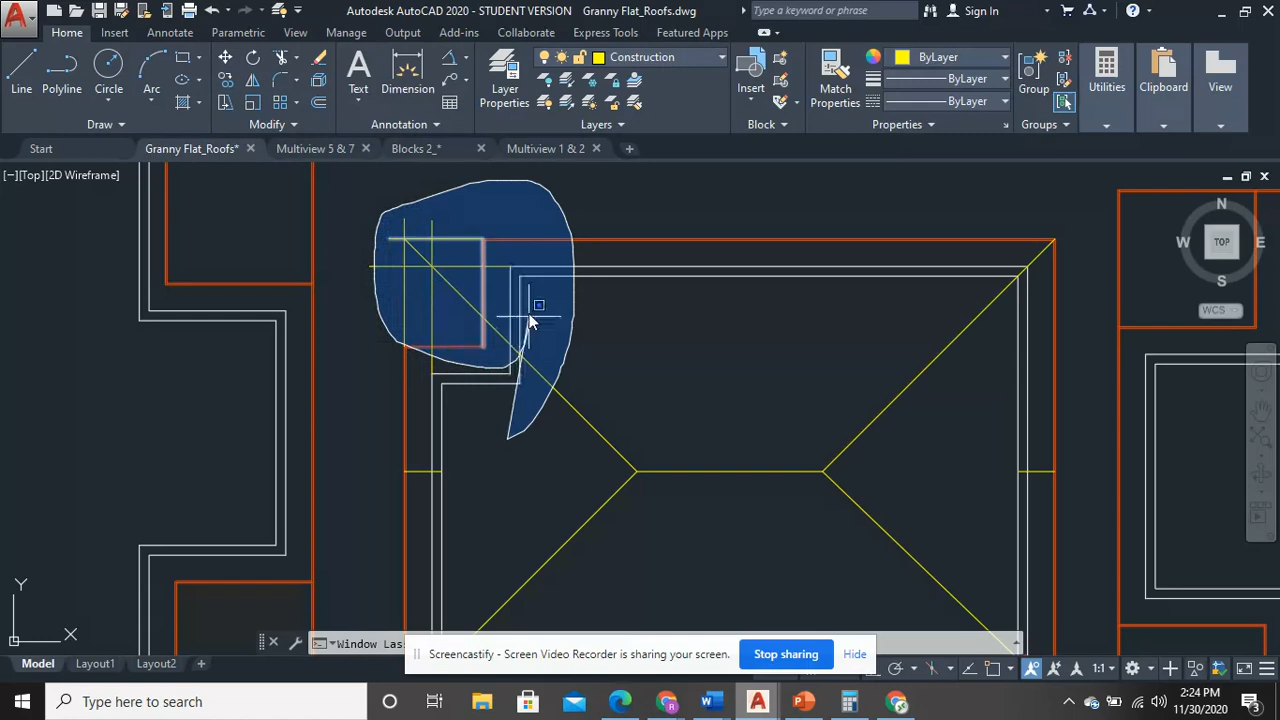 Autodesk AutoCAD 2020 - STUDENT VERSION Granny Flat_Roofs.dwg
Type a keyword or phrase
Sign In
Home Insert Annotate Parametric View Manage Output Add-ins Collaborate Express Tools Featured Apps
Construction
ByLayer
ByLayer
ByLayer
Line Polyline Circle Arc
Text Dimension
Layer
Properties
Insert
Match
Properties
Group
Utilities Clipboard View
Draw Modify Annotation Layers Block Properties Groups
Start Granny Flat_Roofs* Multiview 5 & 7 Blocks 2_* Multiview 1 & 2
[−][Top][2D Wireframe]
N
W TOP E
S
WCS
Y
X
Window Las
Screencastify - Screen Video Recorder is sharing your screen. Stop sharing Hide
Model Layout1 Layout2
1:1
Type here to search
2:24 PM
11/30/2020
3